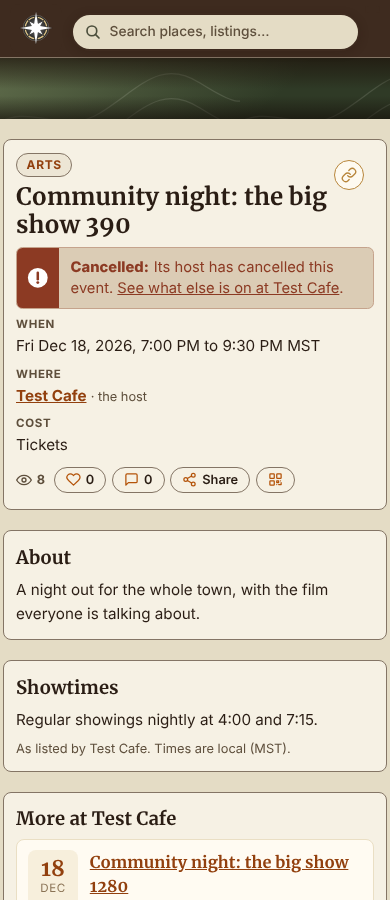 Search places, listings...
ARTS
Community night: the big
show 390
Cancelled: Its host has cancelled this
event. See what else is on at Test Cafe.
WHEN
Fri Dec 18, 2026, 7:00 PM to 9:30 PM MST
WHERE
Test Cafe · the host
COST
Tickets
8 0 0 Share
About
A night out for the whole town, with the film
everyone is talking about.
Showtimes
Regular showings nightly at 4:00 and 7:15.
As listed by Test Cafe. Times are local (MST).
More at Test Cafe
18
DEC
Community night: the big show
1280